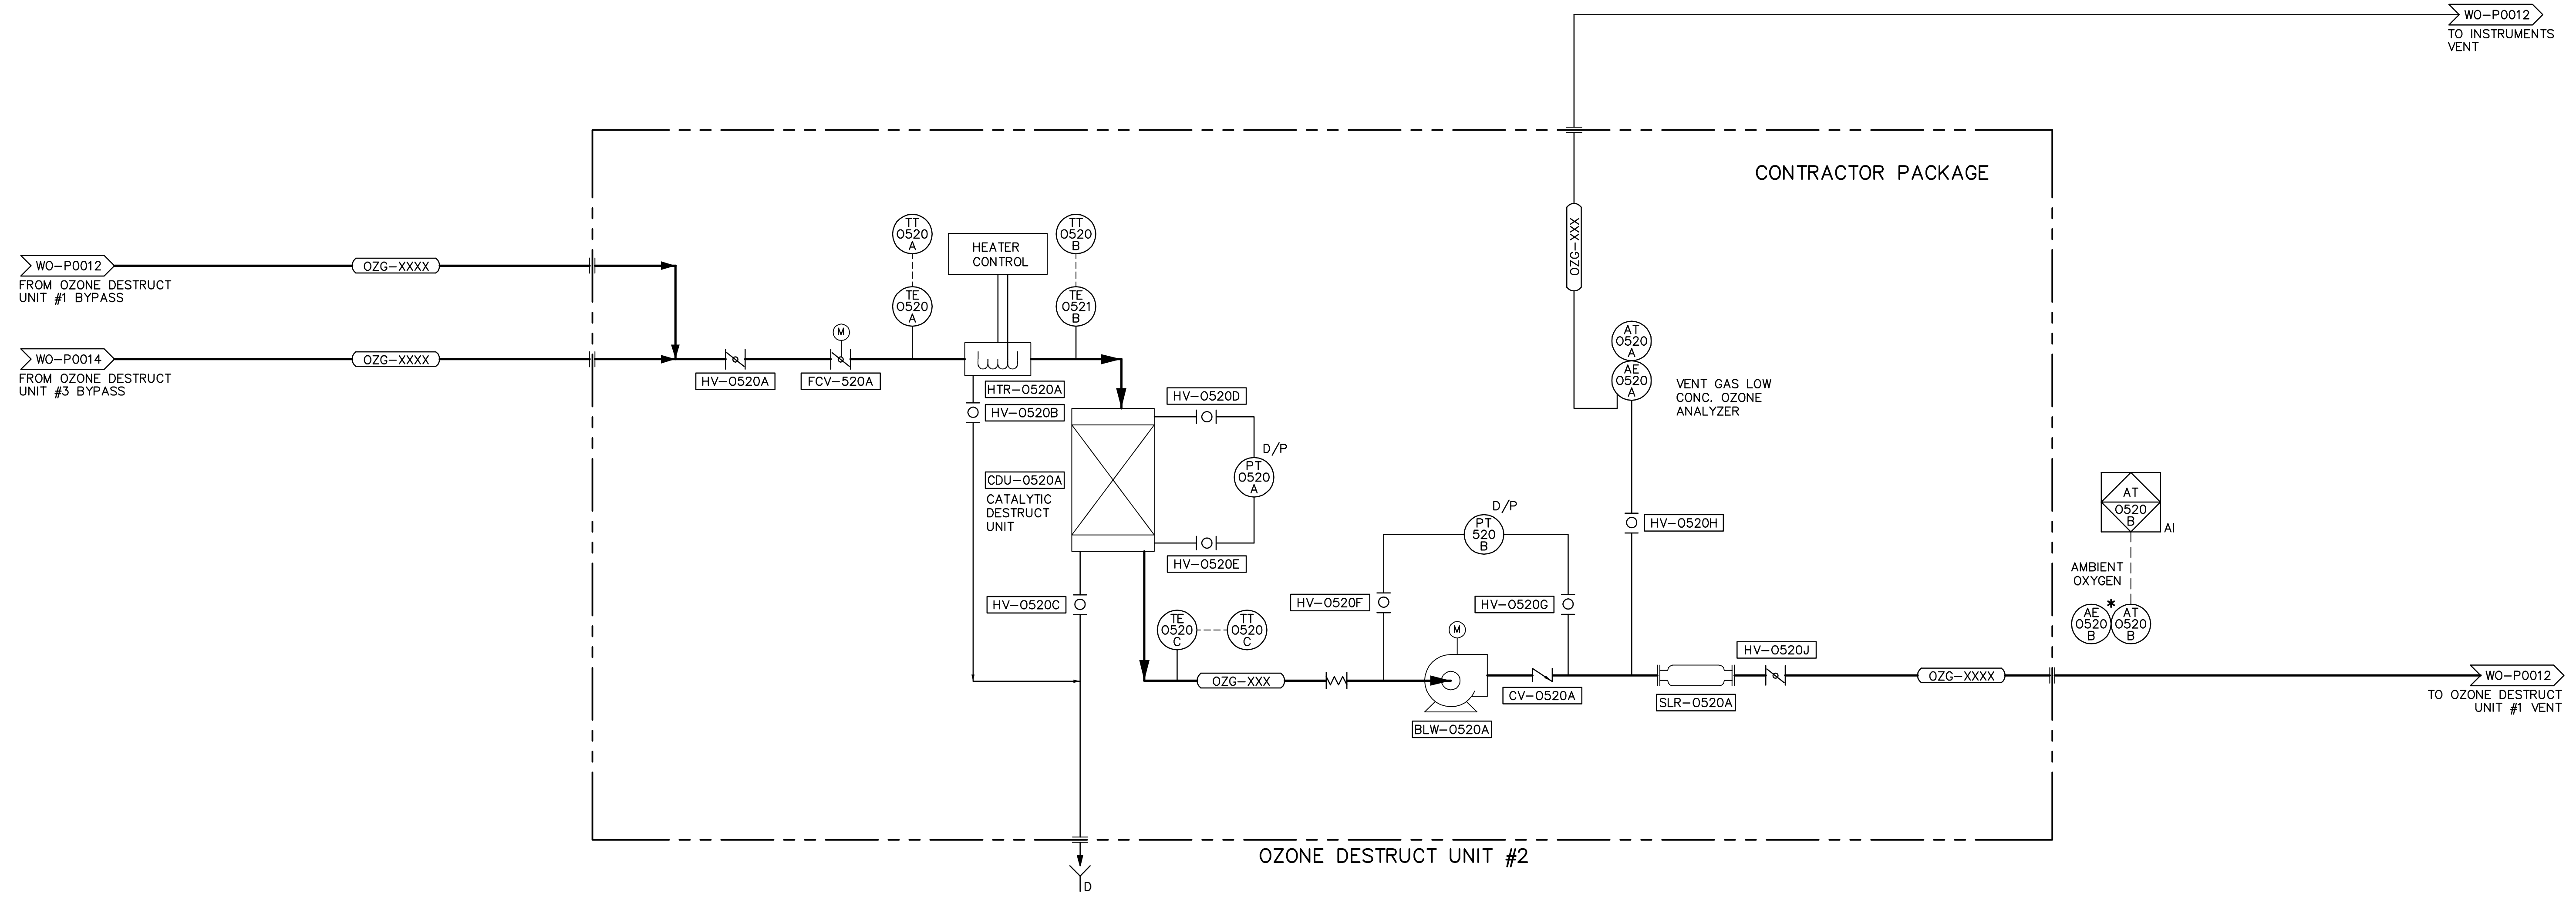 WO-P0012
TO INSTRUMENTS
VENT
CONTRACTOR PACKAGE
OZG-XXX
WO-P0012
FROM OZONE DESTRUCT
UNIT #1 BYPASS
OZG-XXXX
WO-P0014
FROM OZONE DESTRUCT
UNIT #3 BYPASS
OZG-XXXX
HV-0520A
M
FCV-520A
TT
0520
A
TE
0520
A
HEATER
CONTROL
TT
0520
B
TE
0521
B
HTR-0520A
HV-0520B
CDU-0520A
CATALYTIC
DESTRUCT
UNIT
HV-0520C
HV-0520D
D/P
PT
0520
A
HV-0520E
TE
0520
C
TT
0520
C
OZG-XXX
HV-0520F
D/P
PT
520
B
HV-0520G
M
BLW-0520A
CV-0520A
AT
0520
A
AE
0520
A
VENT GAS LOW
CONC. OZONE
ANALYZER
HV-0520H
SLR-0520A
HV-0520J
OZG-XXXX
AT
0520
B
AI
AMBIENT
OXYGEN
*
AE
0520
B
AT
0520
B
WO-P0012
TO OZONE DESTRUCT
UNIT #1 VENT
OZONE DESTRUCT UNIT #2
D